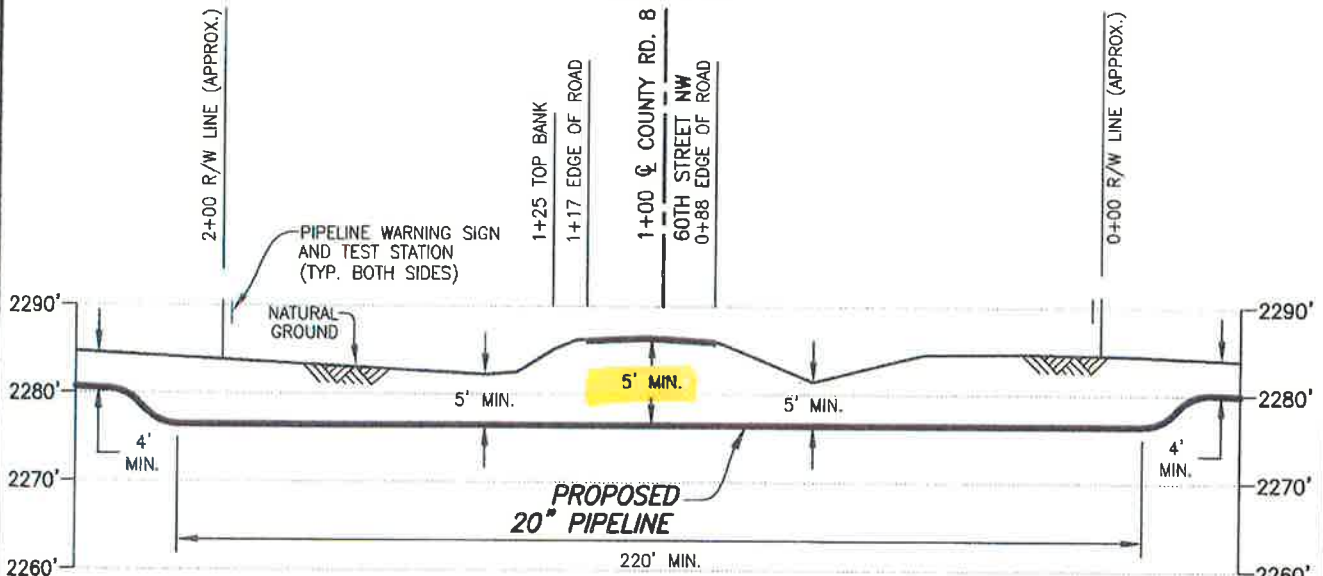 2+00 R/W LINE (APPROX.)
1+25 TOP BANK
1+17 EDGE OF ROAD
1+00 ℄ COUNTY RD. 8
60TH STREET NW
0+88 EDGE OF ROAD
0+00 R/W LINE (APPROX.)
PIPELINE WARNING SIGN
AND TEST STATION
(TYP. BOTH SIDES)
2290'
NATURAL
GROUND
2290'
2280'
5' MIN.
5' MIN.
5' MIN.
2280'
4'
MIN.
4'
MIN.
2270'
PROPOSED
20" PIPELINE
2270'
2260'
220' MIN.
2260'